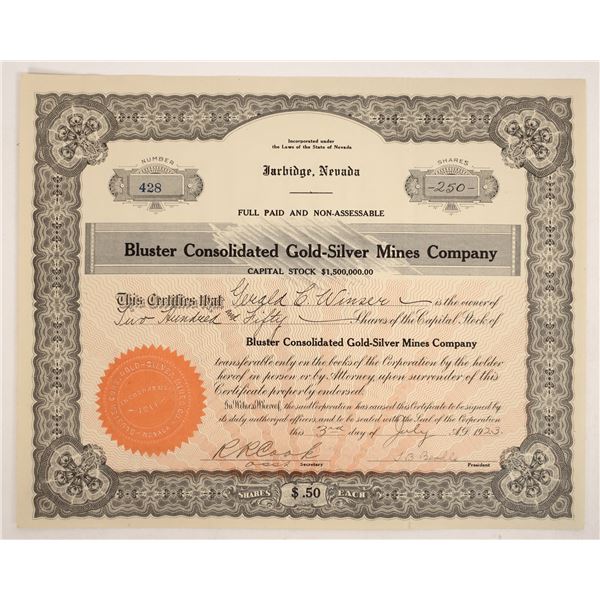 Incorporated under
the Laws of the State of Nevada
NUMBER
428
Jarbidge, Nevada
SHARES
-250-
FULL PAID AND NON-ASSESSABLE
Bluster Consolidated Gold-Silver Mines Company
CAPITAL STOCK $1,500,000.00
This Certifies that Gerald C. Winser is the owner of
Two Hundred and Fifty Shares of the Capital Stock of
Bluster Consolidated Gold-Silver Mines Company
transferable only on the books of the Corporation by the holder
hereof in person or by Attorney, upon surrender of this
Certificate properly endorsed.
In Witness Whereof, the said Corporation has caused this Certificate to be signed by
its duly authorized officers, and to be sealed with the Seal of the Corporation
this 3rd day of July A.D. 1923.
R R Cook
Asst Secretary
President
SHARES $.50 EACH